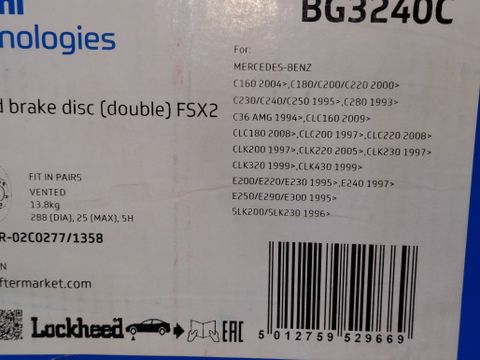 BG3240C
nologies
For:
MERCEDES-BENZ
C160 2004>, C180/C200/C220 2000>
C230/C240/C250 1995>, C280 1993>
C36 AMG 1994>, CLC160 2009>
CLC180 2008>, CLC200 1997>, CLC220 2008>
CLK200 1997>, CLK220 2005>, CLK230 1997>
CLK320 1999>, CLK430 1999>
E200/E220/E230 1995>, E240 1997>
E250/E290/E300 1995>
SLK200/SLK230 1996>
brake disc (double) FSX2
FIT IN PAIRS
VENTED
13.8kg
288 (DIA), 25 (MAX), 5H
R-02C0277/1358
ftermarket.com
Lockheed
EAC
5 012759 529669